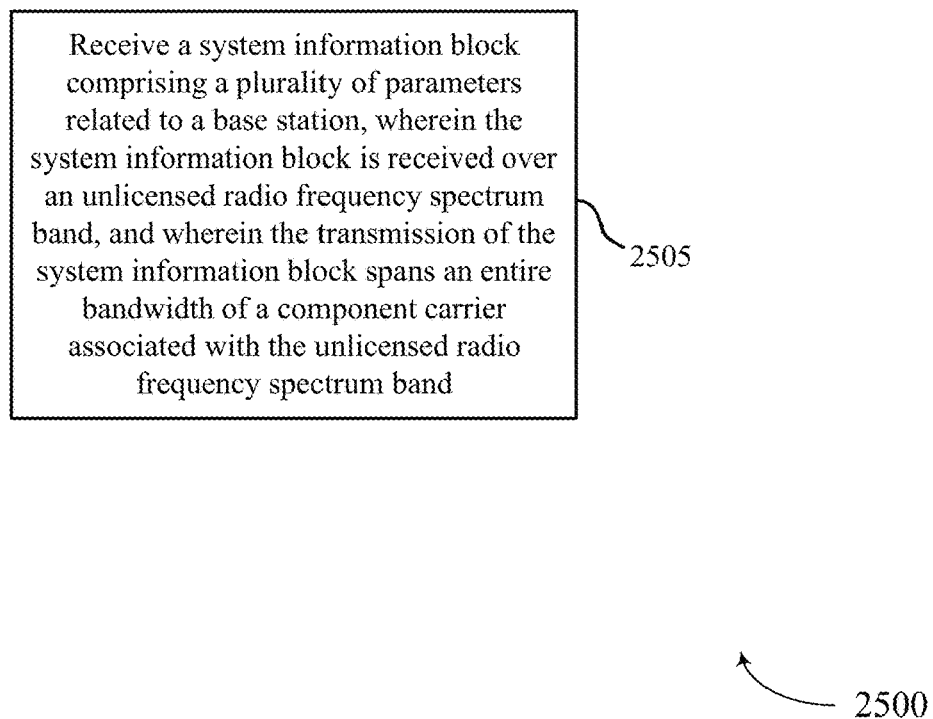 Receive a system information block
comprising a plurality of parameters
related to a base station, wherein the
system information block is received over
an unlicensed radio frequency spectrum
band, and wherein the transmission of the
system information block spans an entire
bandwidth of a component carrier
associated with the unlicensed radio
frequency spectrum band
2505
2500